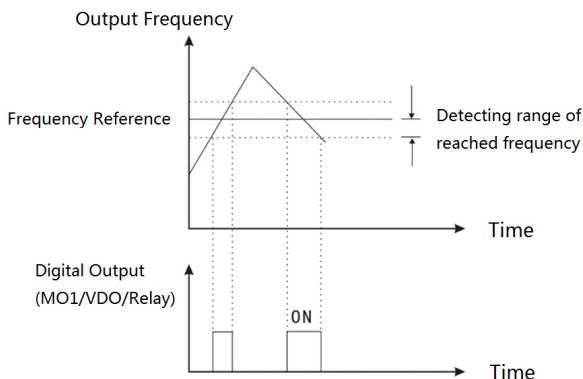 Output Frequency
Frequency Reference
Detecting range of
reached frequency
Time
Digital Output
(MO1/VDO/Relay)
ON
Time